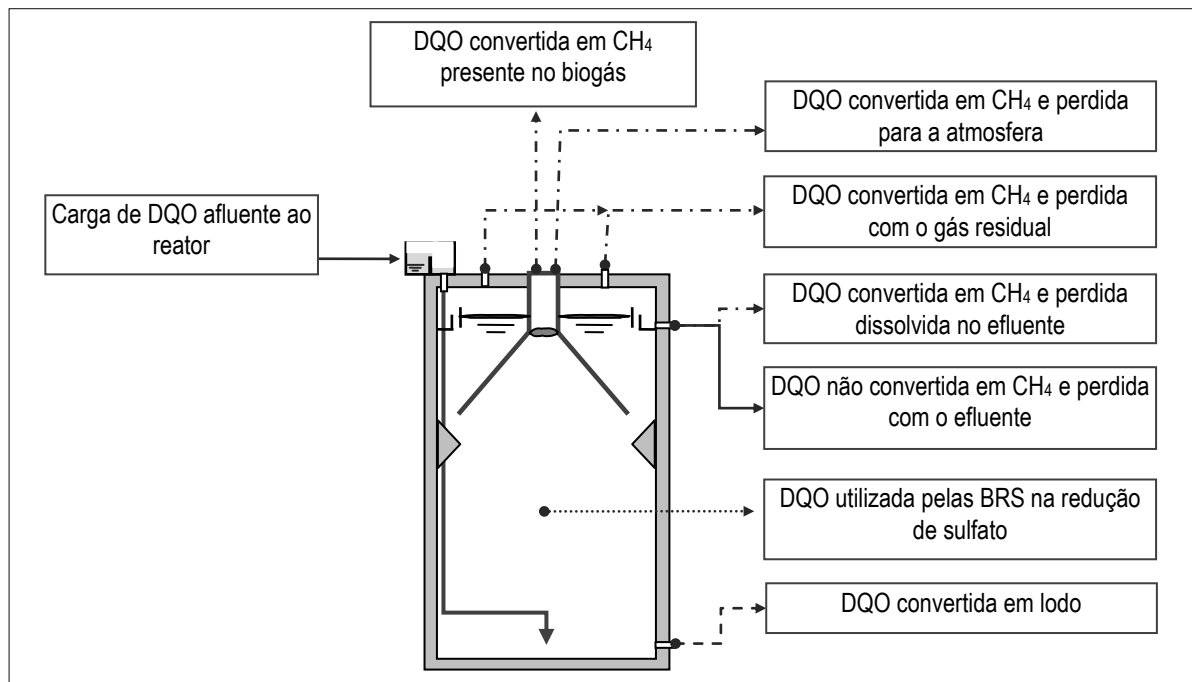 DQO convertida em CH₄
presente no biogás
DQO convertida em CH₄ e perdida
para a atmosfera
DQO convertida em CH₄ e perdida
com o gás residual
Carga de DQO afluente ao
reator
DQO convertida em CH₄ e perdida
dissolvida no efluente
DQO não convertida em CH₄ e perdida
com o efluente
DQO utilizada pelas BRS na redução
de sulfato
DQO convertida em lodo